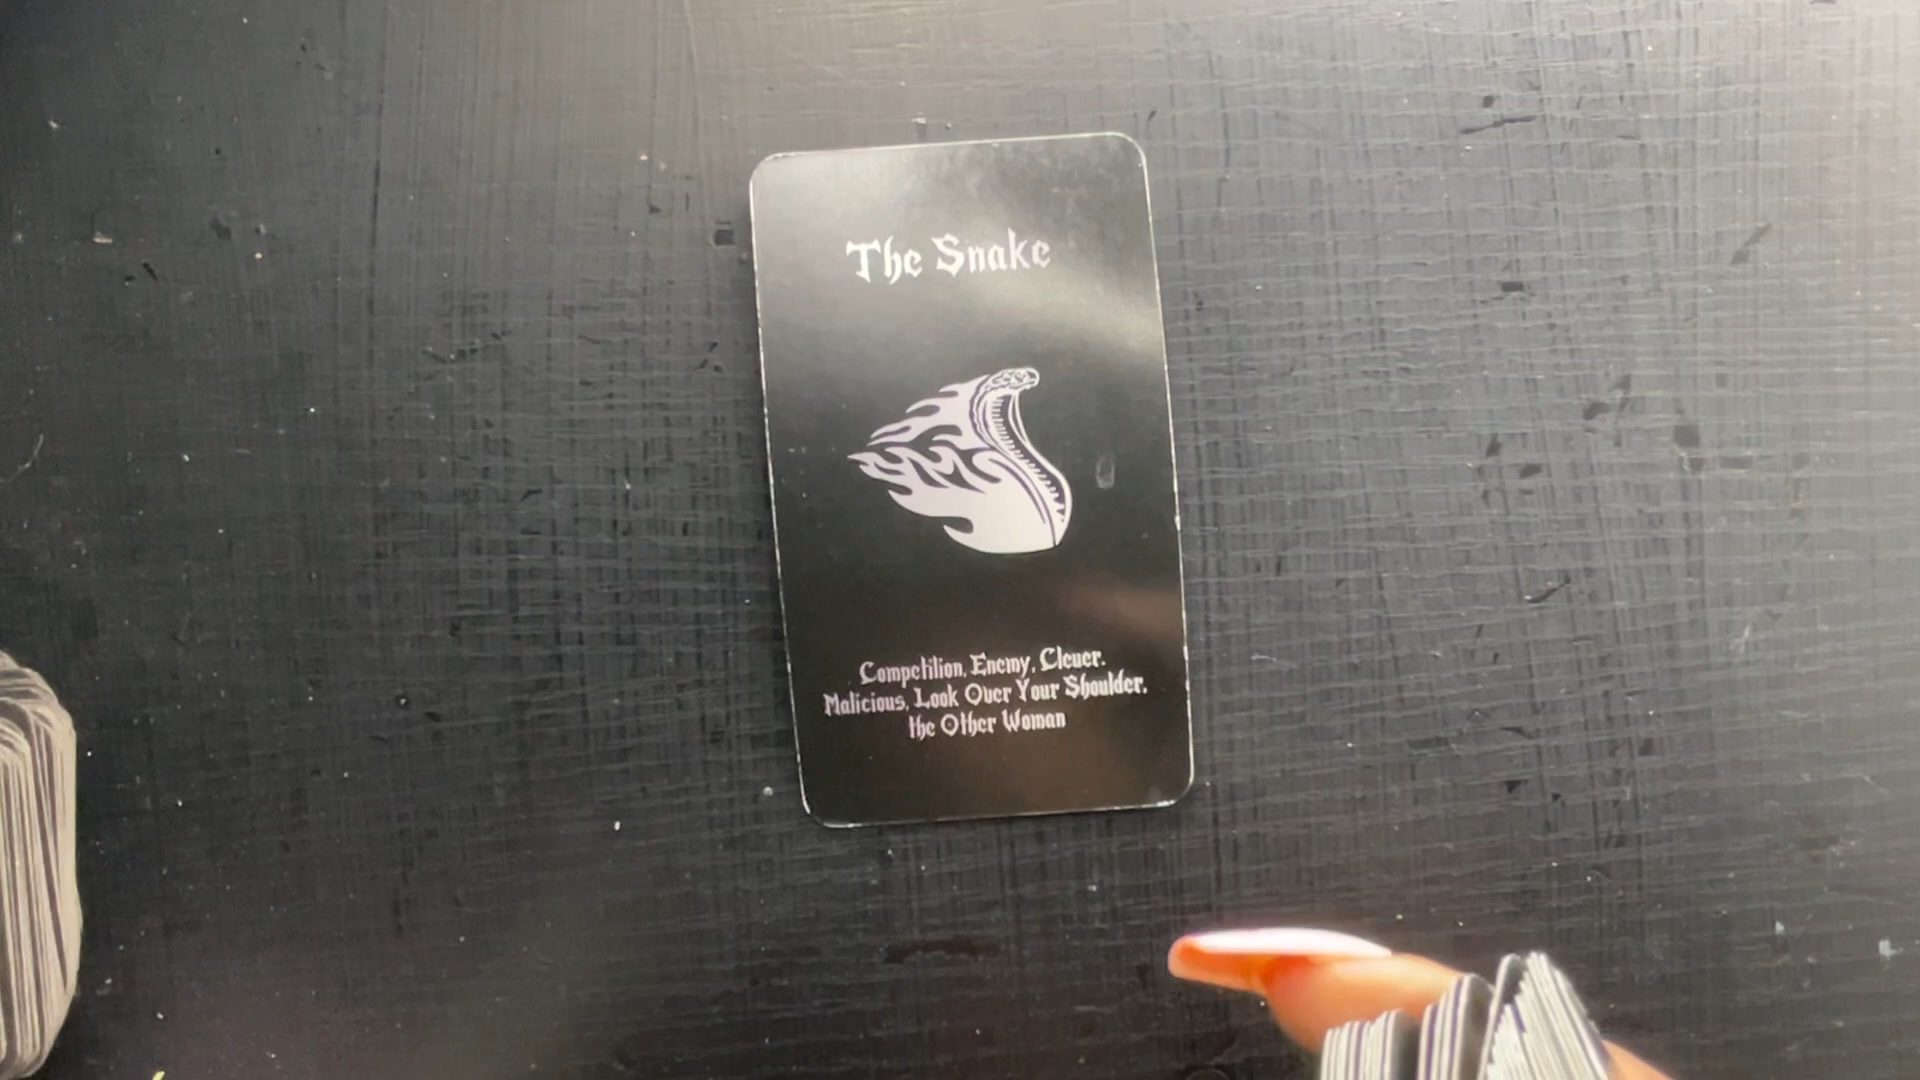 The Snake
Competition, Enemy, Clever.
Malicious, Look Over Your Shoulder,
the Other Woman